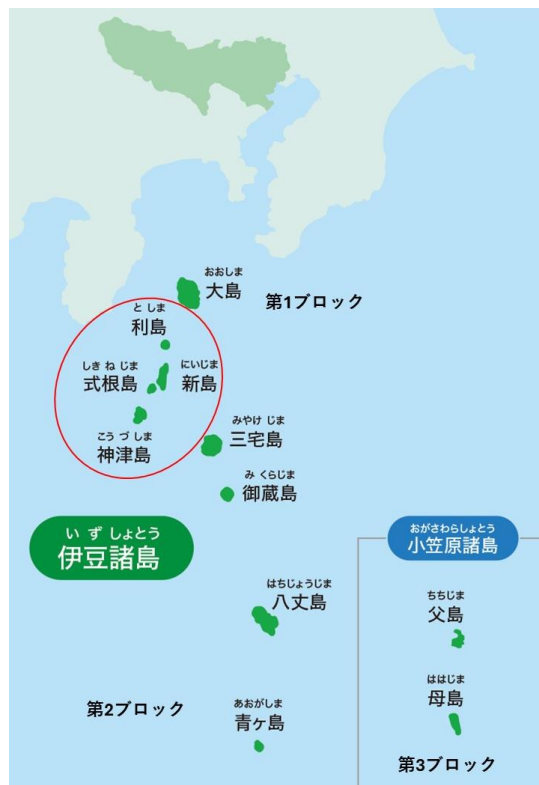 おおしま
大島
第1ブロック
と しま
利島
しき ね じま
式根島
にいじま
新島
こう づ しま
神津島
みやけ じま
三宅島
み くらじま
御蔵島
い ず しょとう
伊豆諸島
おがさわらしょとう
小笠原諸島
はちじょうじま
八丈島
ちちじま
父島
ははじま
母島
第2ブロック
あおがしま
青ヶ島
第3ブロック